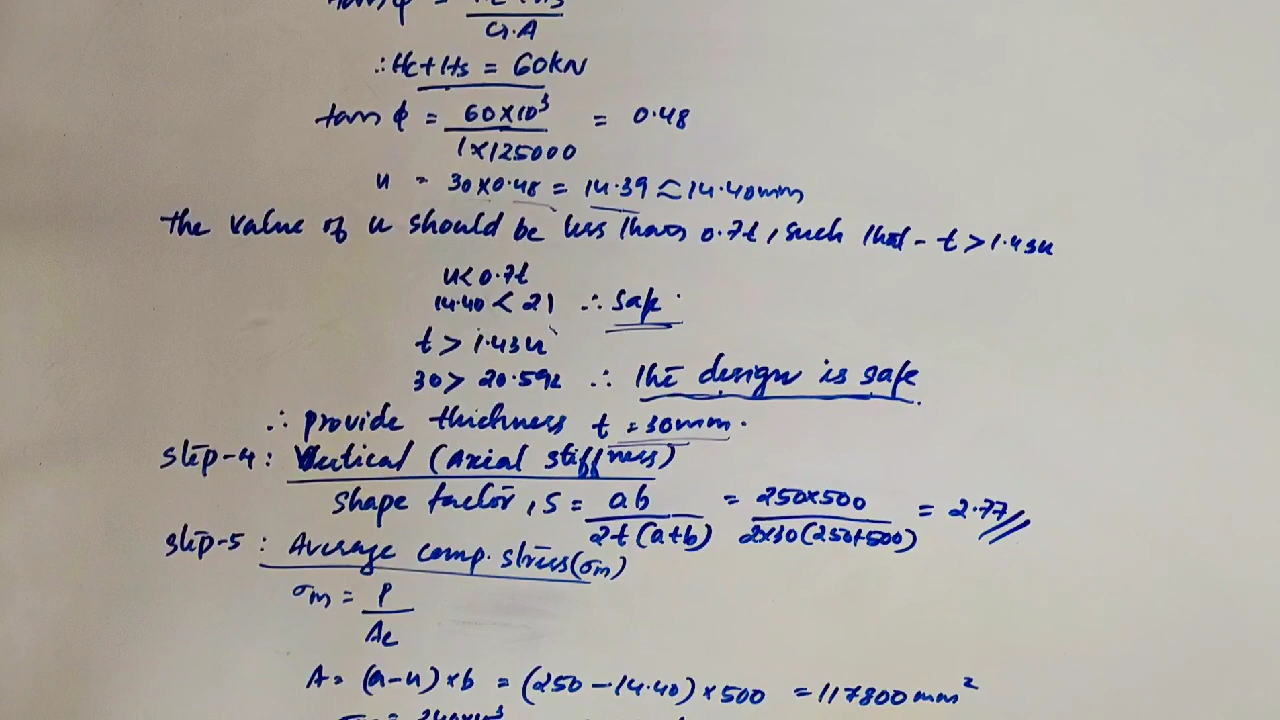 tan ϕ =
G.A
∴ Hc+Hs = 60kN
tan ϕ = 60×10³ / 1×125000 = 0.48
u = 30×0.48 = 14.39 ≃ 14.40mm
the value of u should be less than 0.7t, such that - t > 1.43u
u < 0.7t
14.40 < 21 ∴ safe.
t > 1.43u
30 > 20.592 ∴ the design is safe.
∴ provide thickness t = 30mm.
step-4 : Vertical (Axial stiffness)
shape factor, S = ab / 2t(a+b) = 250×500 / 2×30(250+500) = 2.77//
step-5 : Average comp. stress (σm)
σm = P / Ac
A = (a-u)×b = (250-14.40)×500 = 117800mm²